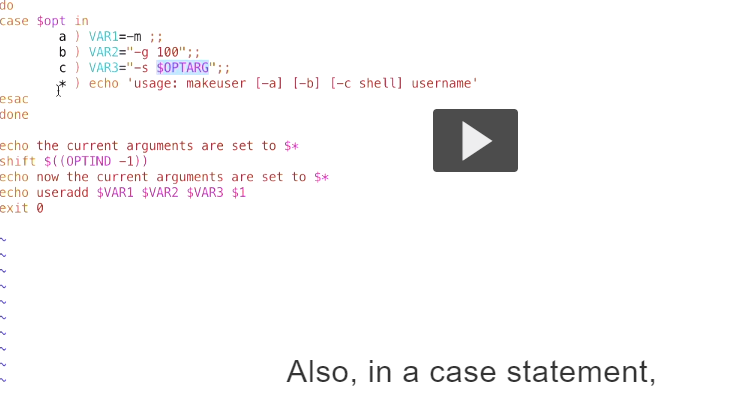 do
case $opt in
        a ) VAR1=-m ;;
        b ) VAR2="-g 100";;
        c ) VAR3="-s $OPTARG";;
        * ) echo 'usage: makeuser [-a] [-b] [-c shell] username'
esac
done

echo the current arguments are set to $*
shift $((OPTIND -1))
echo now the current arguments are set to $*
echo useradd $VAR1 $VAR2 $VAR3 $1
exit 0

~
~
~
~
~
~
~
~
~
~
Also, in a case statement,